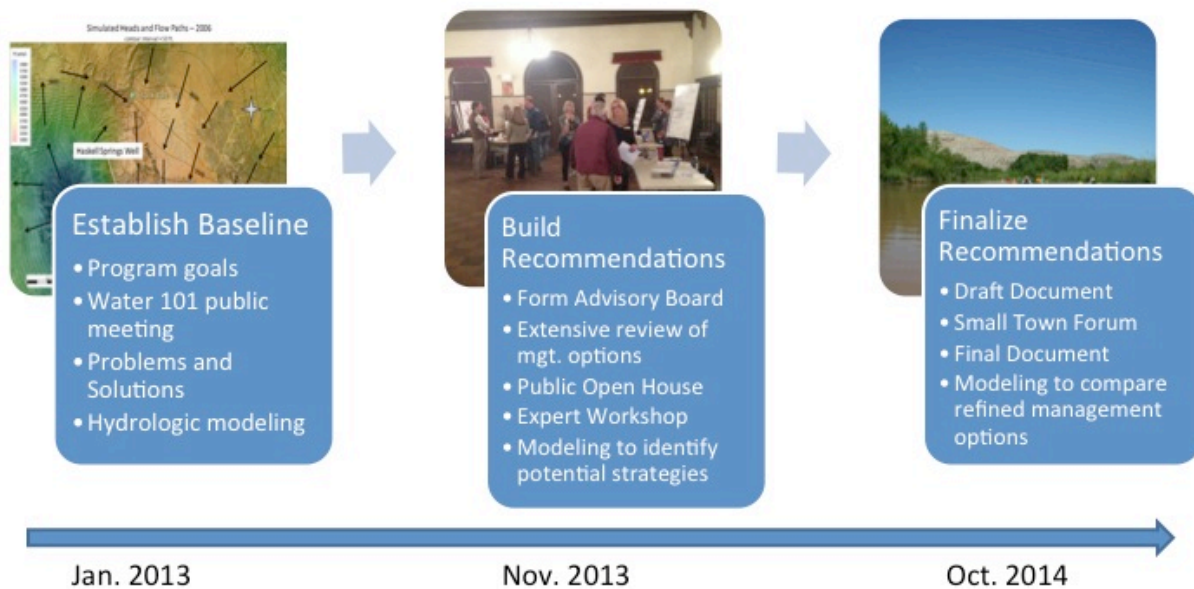 Simulated Heads and Flow Paths – 2006
Haskell Springs Well
Establish Baseline
• Program goals
• Water 101 public
meeting
• Problems and
Solutions
• Hydrologic modeling
Build
Recommendations
• Form Advisory Board
• Extensive review of
mgt. options
• Public Open House
• Expert Workshop
• Modeling to identify
potential strategies
Finalize
Recommendations
• Draft Document
• Small Town Forum
• Final Document
• Modeling to compare
refined management
options
Jan. 2013
Nov. 2013
Oct. 2014